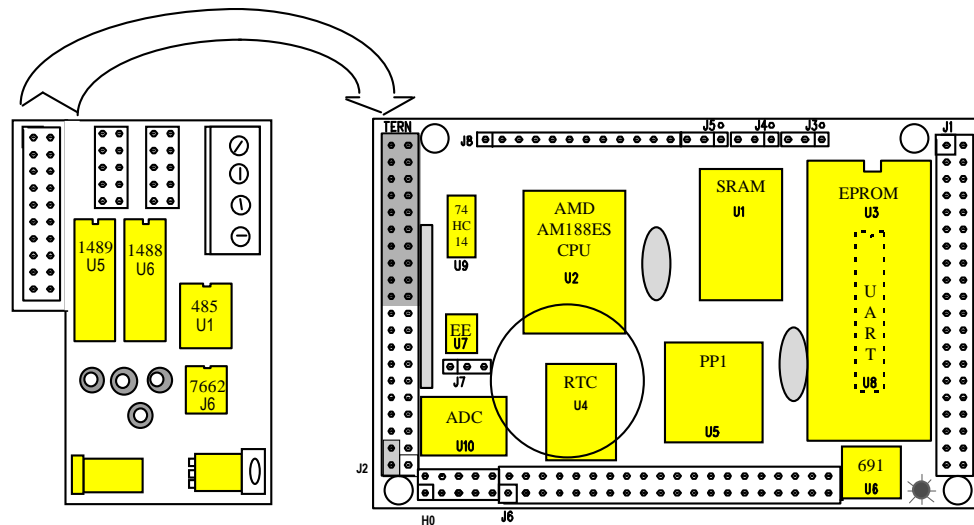 1489
U5
1488
U6
485
U1
7662
J6
TERN
J8
J5
J4
J3
J1
74
HC
14
U9
AMD
AM188ES
CPU
U2
SRAM
U1
EPROM
U3
UART
U8
EE
U7
J7
ADC
U10
RTC
U4
PP1
U5
691
U6
J2
H0
J6